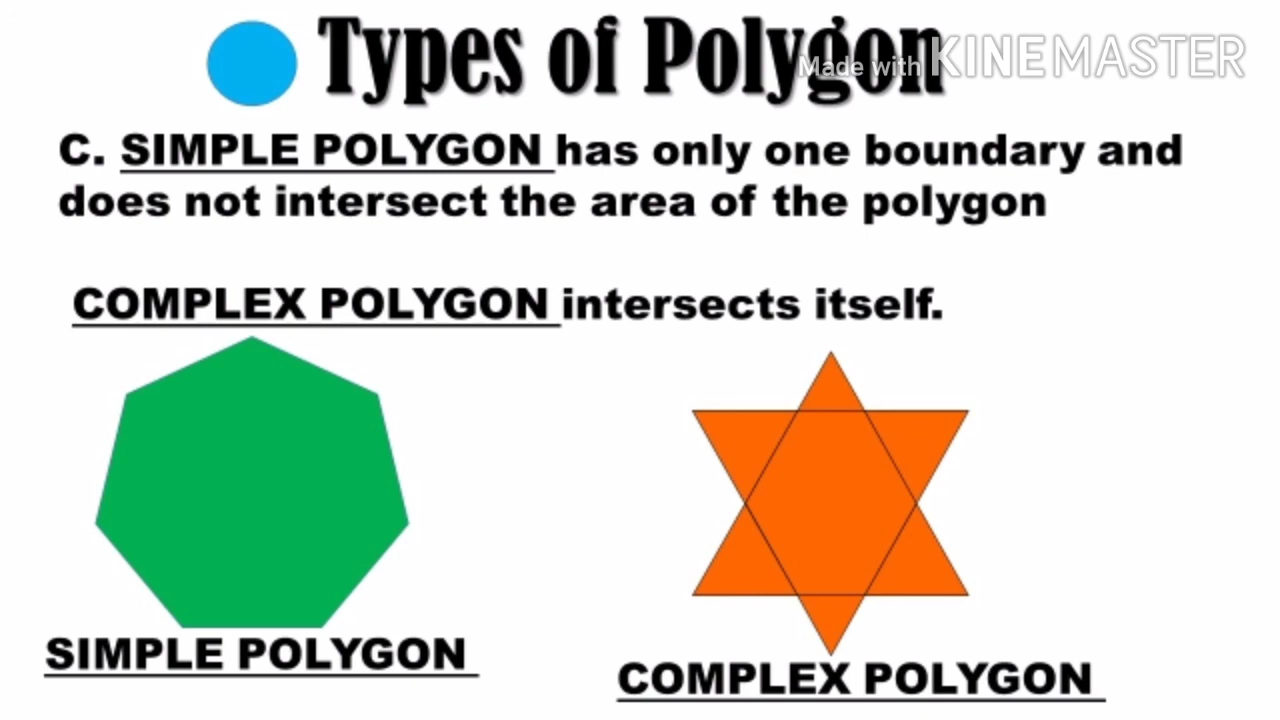 Types of Polygon
Made with KINEMASTER
C. SIMPLE POLYGON has only one boundary and
does not intersect the area of the polygon
COMPLEX POLYGON intersects itself.
SIMPLE POLYGON
COMPLEX POLYGON